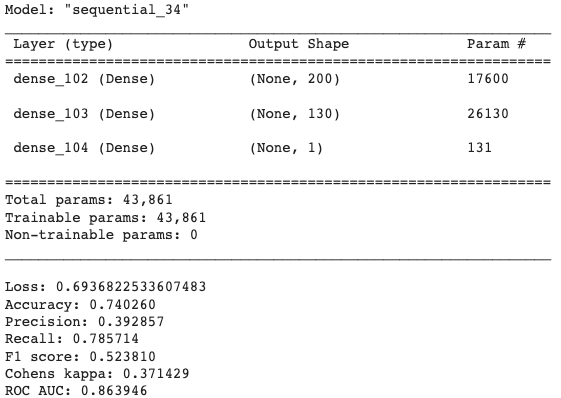 Model: "sequential_34"
Layer (type) Output Shape Param #
dense_102 (Dense) (None, 200) 17600
dense_103 (Dense) (None, 130) 26130
dense_104 (Dense) (None, 1) 131
Total params: 43,861
Trainable params: 43,861
Non-trainable params: 0
Loss: 0.6936822533607483
Accuracy: 0.740260
Precision: 0.392857
Recall: 0.785714
F1 score: 0.523810
Cohens kappa: 0.371429
ROC AUC: 0.863946